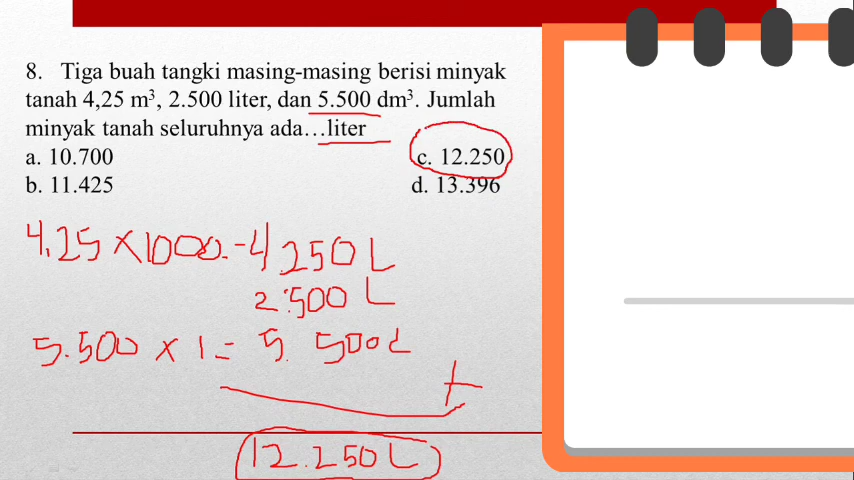 8. Tiga buah tangki masing-masing berisi minyak
tanah 4,25 m³, 2.500 liter, dan 5.500 dm³. Jumlah
minyak tanah seluruhnya ada…liter
a. 10.700 c. 12.250
b. 11.425 d. 13.396
4.25 × 1000 - 4.250 L
2.500 L
5.500 × 1 = 5.500 L
+
12.250 L